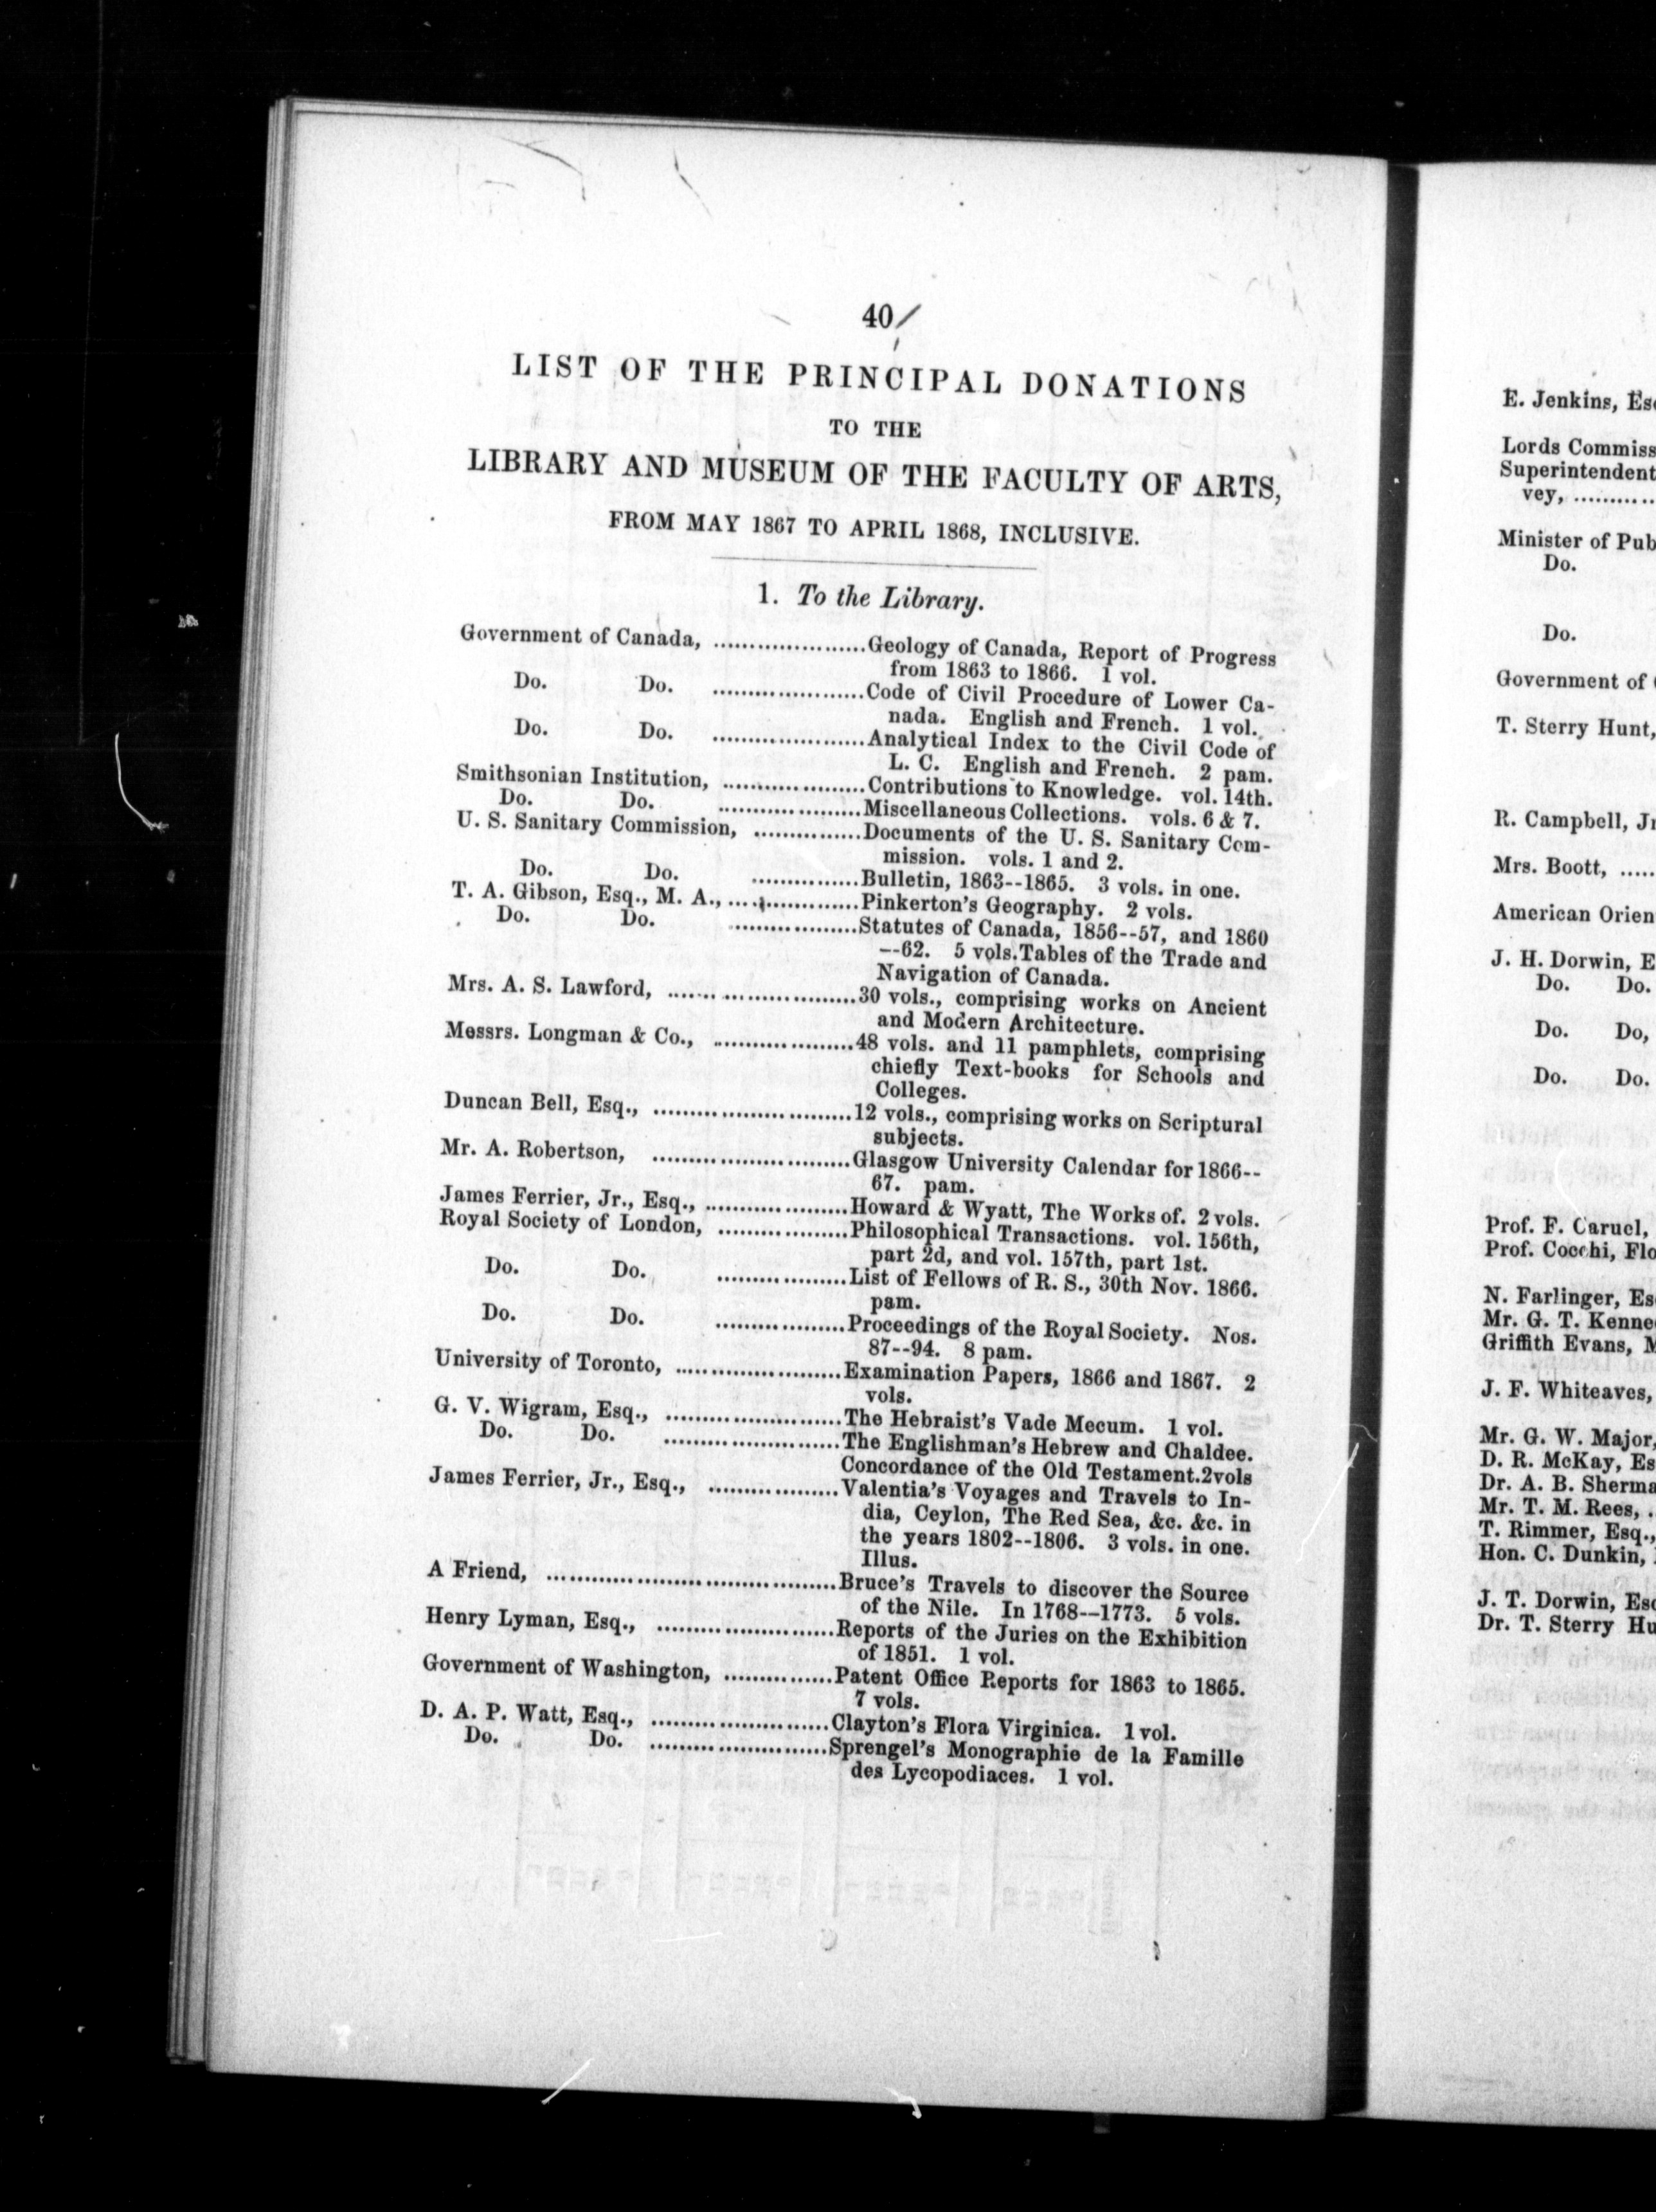 40
LIST OF THE PRINCIPAL DONATIONS
TO THE
LIBRARY AND MUSEUM OF THE FACULTY OF ARTS,
FROM MAY 1867 TO APRIL 1868, INCLUSIVE.
1. To the Library.
Government of Canada, .....................Geology of Canada, Report of Progress
from 1863 to 1866. 1 vol.
Do. Do. .....................Code of Civil Procedure of Lower Ca-
nada. English and French. 1 vol.
Do. Do. .....................Analytical Index to the Civil Code of
L. C. English and French. 2 pam.
Smithsonian Institution, ....................Contributions to Knowledge. vol. 14th.
Do. Do. ....................Miscellaneous Collections. vols. 6 & 7.
U. S. Sanitary Commission, ...............Documents of the U. S. Sanitary Com-
mission. vols. 1 and 2.
Do. Do. ...............Bulletin, 1863--1865. 3 vols. in one.
T. A. Gibson, Esq., M. A., ..................Pinkerton's Geography. 2 vols.
Do. Do. .................Statutes of Canada, 1856--57, and 1860
--62. 5 vols.Tables of the Trade and
Navigation of Canada.
Mrs. A. S. Lawford, ..........................30 vols., comprising works on Ancient
and Modern Architecture.
Messrs. Longman & Co., ...................48 vols. and 11 pamphlets, comprising
chiefly Text-books for Schools and
Colleges.
Duncan Bell, Esq., ...........................12 vols., comprising works on Scriptural
subjects.
Mr. A. Robertson, ...........................Glasgow University Calendar for 1866--
67. pam.
James Ferrier, Jr., Esq., ....................Howard & Wyatt, The Works of. 2 vols.
Royal Society of London, ..................Philosophical Transactions. vol. 156th,
part 2d, and vol. 157th, part 1st.
Do. Do. ..................List of Fellows of R. S., 30th Nov. 1866.
pam.
Do. Do. ..................Proceedings of the Royal Society. Nos.
87--94. 8 pam.
University of Toronto, .......................Examination Papers, 1866 and 1867. 2
vols.
G. V. Wigram, Esq., ........................The Hebraist's Vade Mecum. 1 vol.
Do. Do. ........................The Englishman's Hebrew and Chaldee.
Concordance of the Old Testament.2vols
James Ferrier, Jr., Esq., ..................Valentia's Voyages and Travels to In-
dia, Ceylon, The Red Sea, &c. &c. in
the years 1802--1806. 3 vols. in one.
Illus.
A Friend, ........................................Bruce's Travels to discover the Source
of the Nile. In 1768--1773. 5 vols.
Henry Lyman, Esq., ........................Reports of the Juries on the Exhibition
of 1851. 1 vol.
Government of Washington, ...............Patent Office Reports for 1863 to 1865.
7 vols.
D. A. P. Watt, Esq., ........................Clayton's Flora Virginica. 1 vol.
Do. Do. ........................Sprengel's Monographie de la Famille
des Lycopodiaces. 1 vol.
E. Jenkins, Es
Lords Commiss
Superintendent
vey, ...........
Minister of Pub
Do.
Do.
Government of
T. Sterry Hunt,
R. Campbell, Jr
Mrs. Boott, .....
American Orien
J. H. Dorwin, E
Do. Do.
Do. Do,
Do. Do.
Prof. F. Caruel,
Prof. Cocchi, Flo
N. Farlinger, Es
Mr. G. T. Kenne
Griffith Evans, M
J. F. Whiteaves,
Mr. G. W. Major,
D. R. McKay, Es
Dr. A. B. Sherma
Mr. T. M. Rees, .
T. Rimmer, Esq.,
Hon. C. Dunkin,
J. T. Dorwin, Esq
Dr. T. Sterry Hu